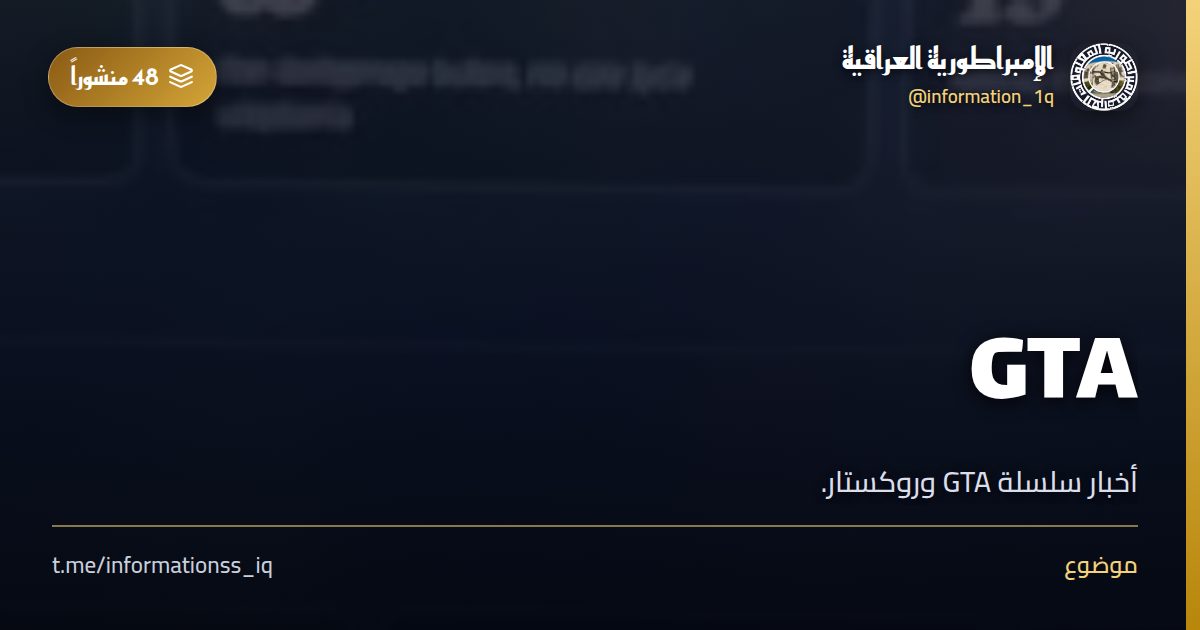 الإمبراطورية العراقية
@information_1q
48 منشوراً
GTA
أخبار سلسلة GTA وروكستار.
موضوع
t.me/informationss_iq